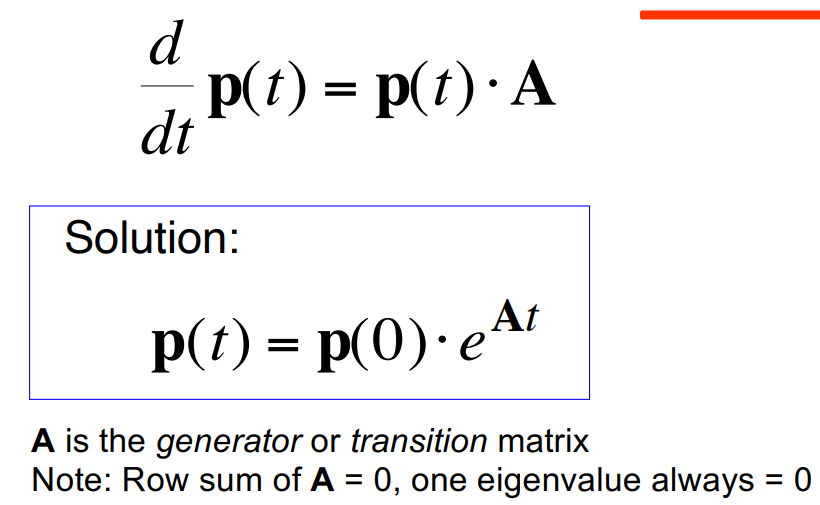 d/dt p(t) = p(t) · A
Solution:
p(t) = p(0) · e^{At}
A is the generator or transition matrix
Note: Row sum of A = 0, one eigenvalue always = 0